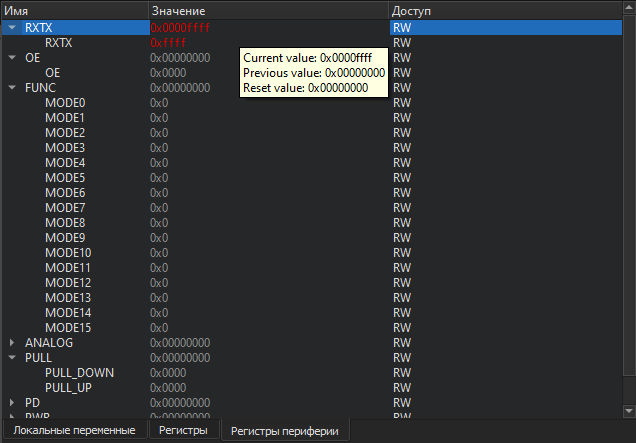 Имя Значение Доступ
RXTX 0x0000ffff RW
RXTX 0xffff RW
OE 0x00000000 RW
OE 0x0000 RW
FUNC 0x00000000 RW
MODE0 0x0 RW
MODE1 0x0 RW
MODE2 0x0 RW
MODE3 0x0 RW
MODE4 0x0 RW
MODE5 0x0 RW
MODE6 0x0 RW
MODE7 0x0 RW
MODE8 0x0 RW
MODE9 0x0 RW
MODE10 0x0 RW
MODE11 0x0 RW
MODE12 0x0 RW
MODE13 0x0 RW
MODE14 0x0 RW
MODE15 0x0 RW
ANALOG 0x00000000 RW
PULL 0x00000000 RW
PULL_DOWN 0x0000 RW
PULL_UP 0x0000 RW
PD 0x00000000 RW
PWR 0x00000000 RW
Current value: 0x0000ffff
Previous value: 0x00000000
Reset value: 0x00000000
Локальные переменные Регистры Регистры периферии